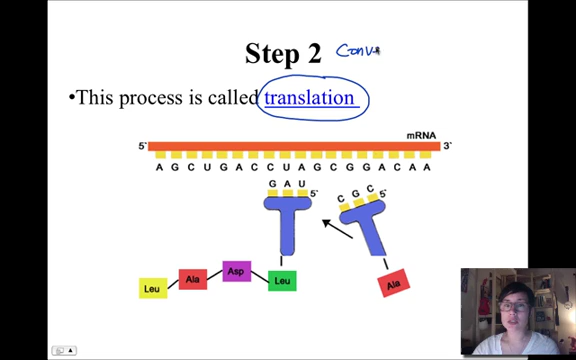 Step 2 Conv
•This process is called translation
mRNA
5` 3`
A G C U G A C C U A G C G G A C A A
G A U 5` C G C 5`
Leu Ala Asp Leu Ala